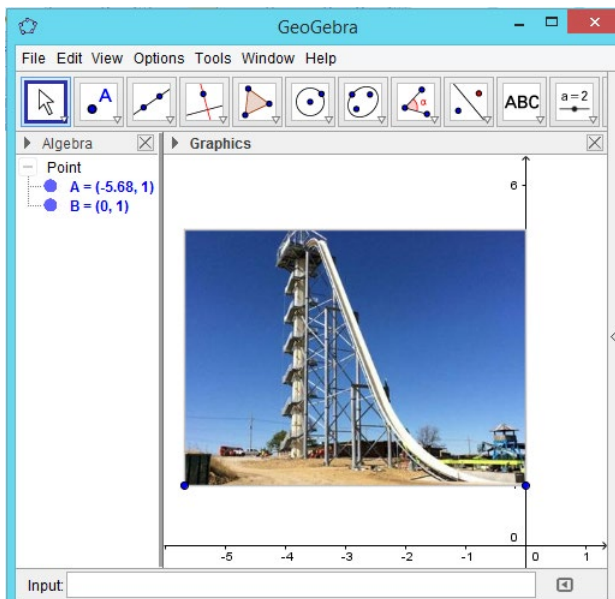 GeoGebra
File Edit View Options Tools Window Help
A
α
ABC
a=2
Algebra
Graphics
Point
A = (-5.68, 1)
B = (0, 1)
6
0
-5 -4 -3 -2 -1 0 1
Input: